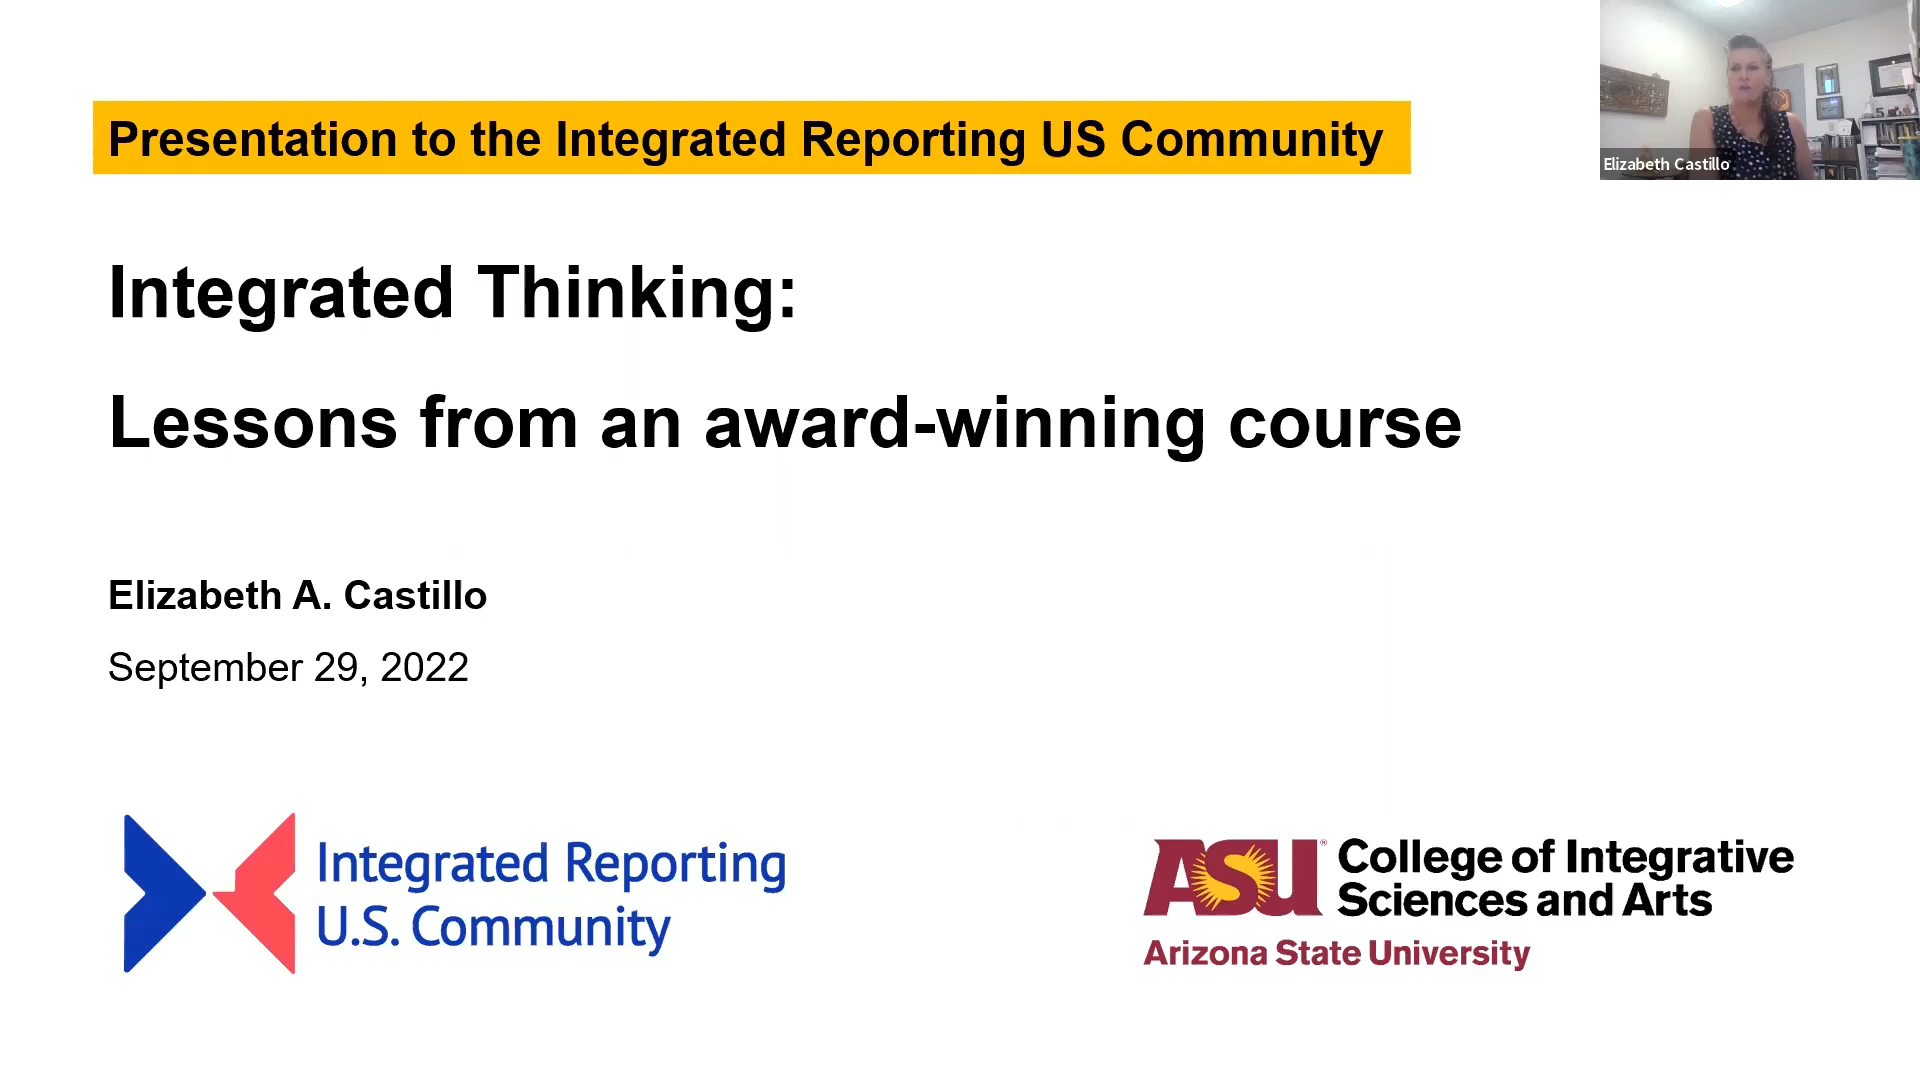 Presentation to the Integrated Reporting US Community
Elizabeth Castillo
Integrated Thinking:
Lessons from an award-winning course
Elizabeth A. Castillo
September 29, 2022
Integrated Reporting
U.S. Community
ASU® College of Integrative
Sciences and Arts
Arizona State University